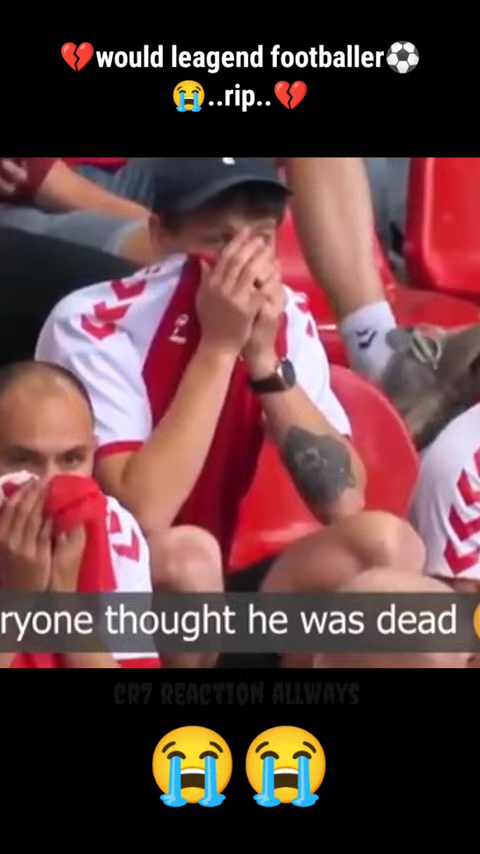 💔would leagend footballer⚽
😭..rip..💔
ryone thought he was dead
CR7 REACTION ALLWAYS